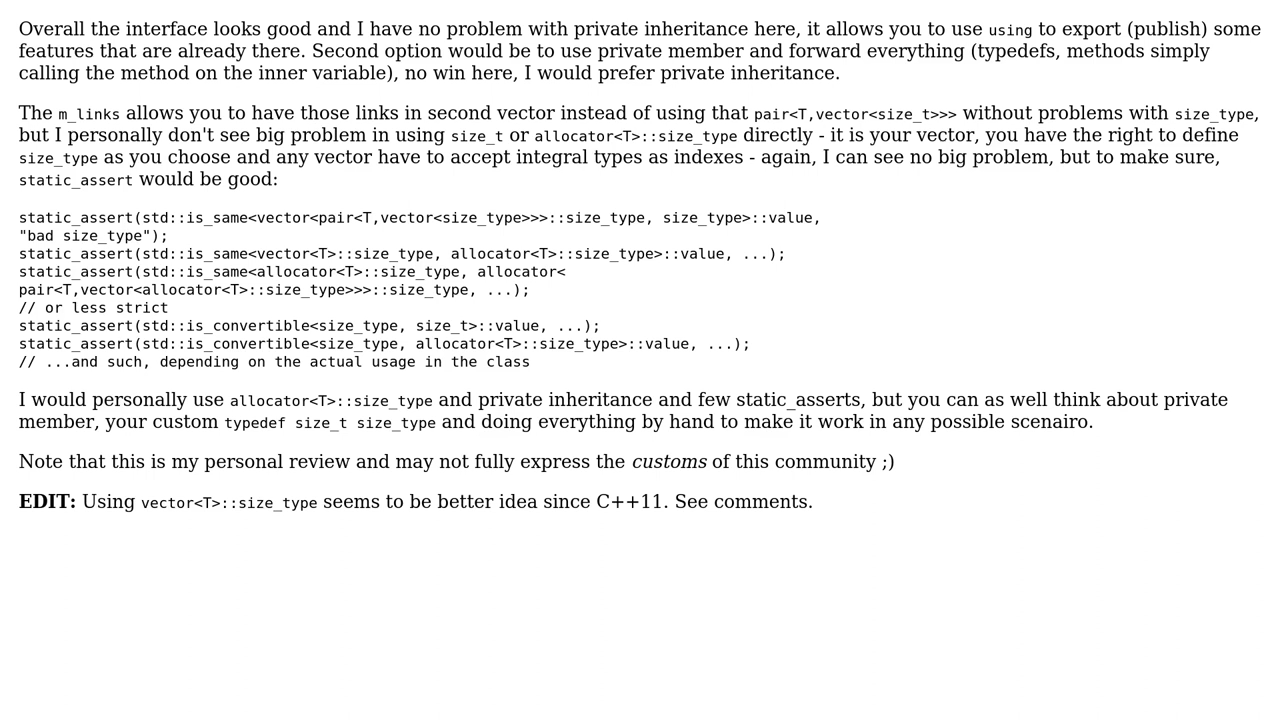 Overall the interface looks good and I have no problem with private inheritance here, it allows you to use using to export (publish) some
features that are already there. Second option would be to use private member and forward everything (typedefs, methods simply
calling the method on the inner variable), no win here, I would prefer private inheritance.
The m_links allows you to have those links in second vector instead of using that pair<T,vector<size_t>>> without problems with size_type,
but I personally don't see big problem in using size_t or allocator<T>::size_type directly - it is your vector, you have the right to define
size_type as you choose and any vector have to accept integral types as indexes - again, I can see no big problem, but to make sure,
static_assert would be good:
static_assert(std::is_same<vector<pair<T,vector<size_type>>>::size_type, size_type>::value,
"bad size_type");
static_assert(std::is_same<vector<T>::size_type, allocator<T>::size_type>::value, ...);
static_assert(std::is_same<allocator<T>::size_type, allocator<
pair<T,vector<allocator<T>::size_type>>>::size_type, ...);
// or less strict
static_assert(std::is_convertible<size_type, size_t>::value, ...);
static_assert(std::is_convertible<size_type, allocator<T>::size_type>::value, ...);
// ...and such, depending on the actual usage in the class
I would personally use allocator<T>::size_type and private inheritance and few static_asserts, but you can as well think about private
member, your custom typedef size_t size_type and doing everything by hand to make it work in any possible scenairo.
Note that this is my personal review and may not fully express the customs of this community ;)
EDIT: Using vector<T>::size_type seems to be better idea since C++11. See comments.